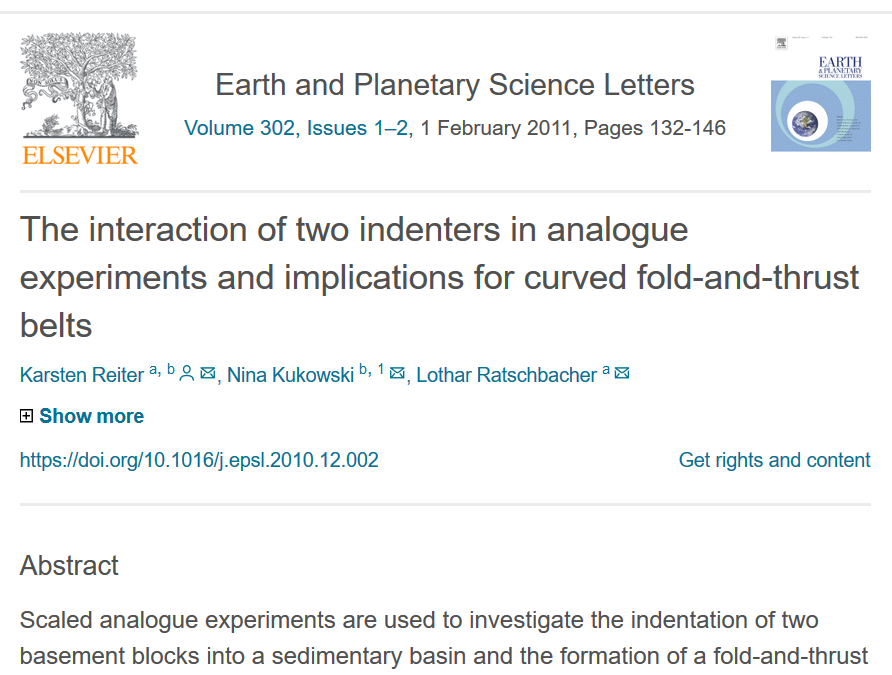 Earth and Planetary Science Letters
Volume 302, Issues 1–2, 1 February 2011, Pages 132-146
ELSEVIER
EARTH
& PLANETARY
SCIENCE LETTERS
The interaction of two indenters in analogue
experiments and implications for curved fold-and-thrust
belts
Karsten Reiter a, b, Nina Kukowski b, 1, Lothar Ratschbacher a
Show more
https://doi.org/10.1016/j.epsl.2010.12.002
Get rights and content
Abstract
Scaled analogue experiments are used to investigate the indentation of two
basement blocks into a sedimentary basin and the formation of a fold-and-thrust